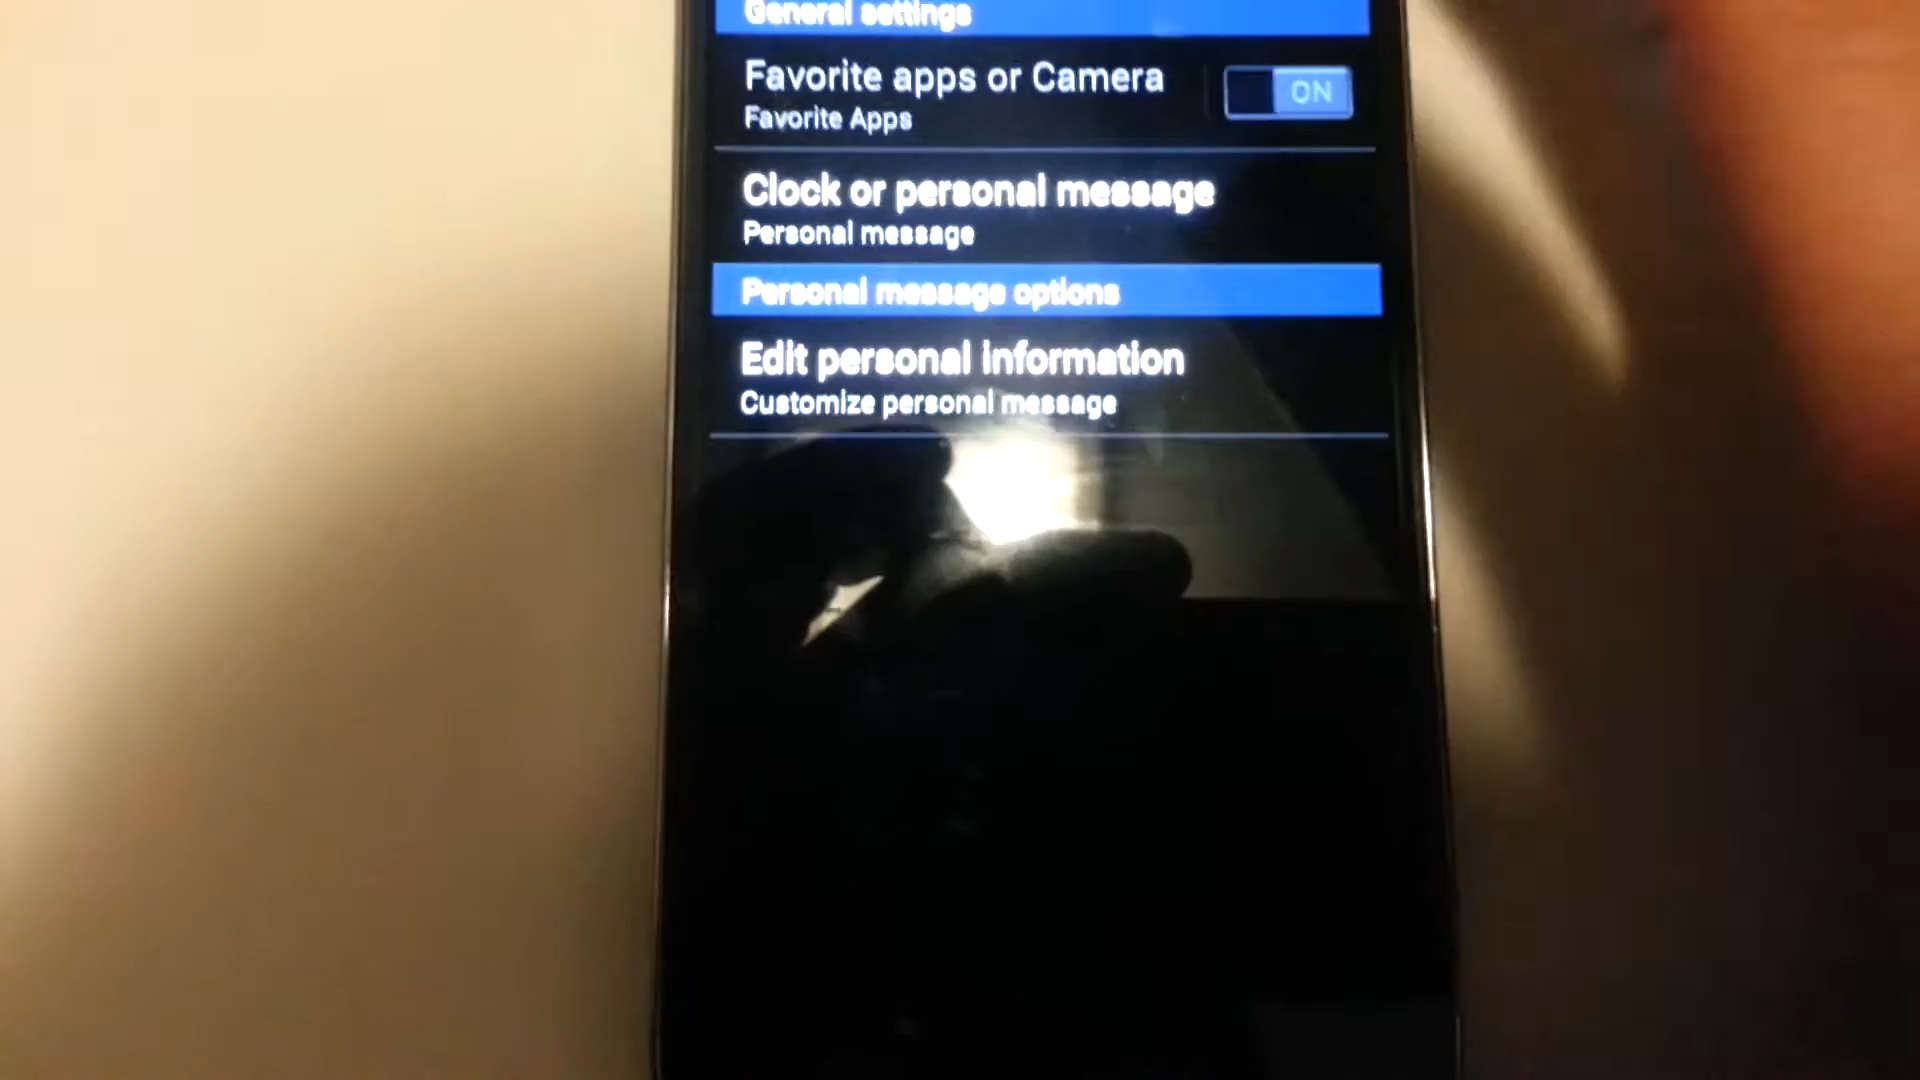 General settings
Favorite apps or Camera
ON
Favorite Apps
Clock or personal message
Personal message
Personal message options
Edit personal information
Customize personal message